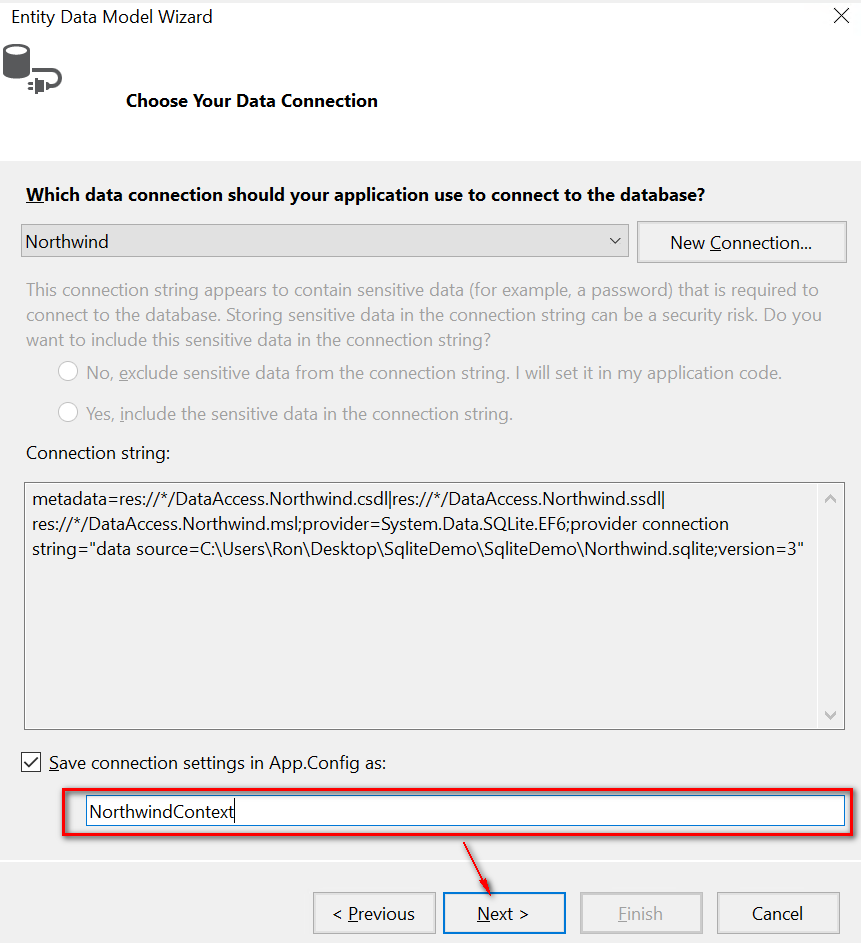 Entity Data Model Wizard
Choose Your Data Connection
Which data connection should your application use to connect to the database?
Northwind
New Connection...
This connection string appears to contain sensitive data (for example, a password) that is required to
connect to the database. Storing sensitive data in the connection string can be a security risk. Do you
want to include this sensitive data in the connection string?
No, exclude sensitive data from the connection string. I will set it in my application code.
Yes, include the sensitive data in the connection string.
Connection string:
metadata=res://*/DataAccess.Northwind.csdl|res://*/DataAccess.Northwind.ssdl|
res://*/DataAccess.Northwind.msl;provider=System.Data.SQLite.EF6;provider connection
string="data source=C:\Users\Ron\Desktop\SqliteDemo\SqliteDemo\Northwind.sqlite;version=3"
Save connection settings in App.Config as:
NorthwindContext
< Previous
Next >
Finish
Cancel